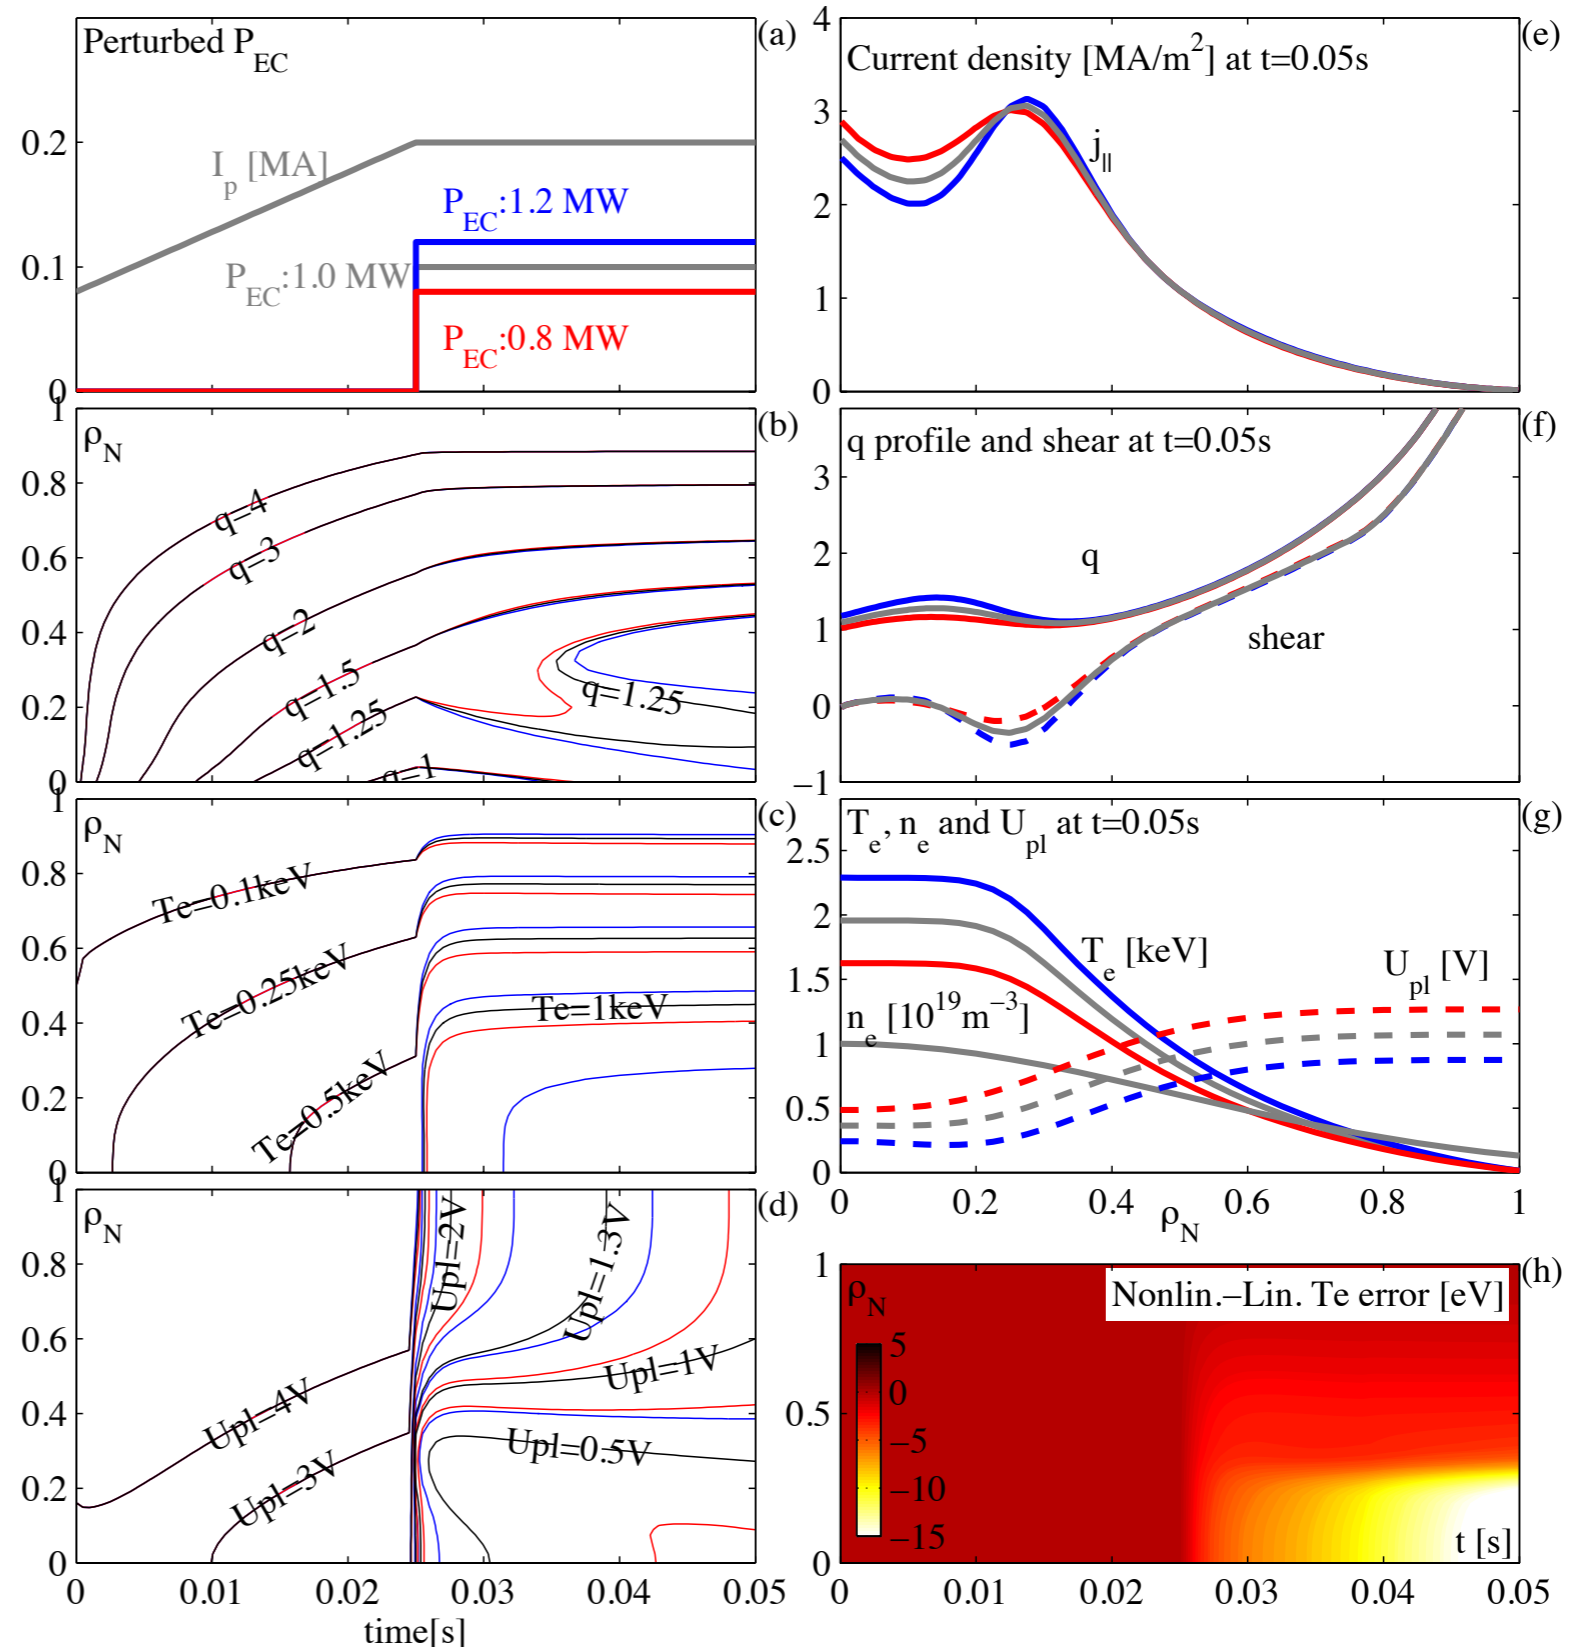 Perturbed P_EC
(a)
0.2
0.1
0
I_p [MA]
P_EC:1.2 MW
P_EC:1.0 MW
P_EC:0.8 MW
(b)
ρ_N
1
0.8
0.6
0.4
0.2
0
q=4
q=3
q=2
q=1.5
q=1.25
q=1
q=1.25
(c)
ρ_N
1
0.8
0.6
0.4
0.2
0
Te=0.1keV
Te=0.25keV
Te=0.5keV
Te=1keV
(d)
ρ_N
1
0.8
0.6
0.4
0.2
0
Upl=4V
Upl=3V
Upl=2V
Upl=1.3V
Upl=1V
Upl=0.5V
0 0.01 0.02 0.03 0.04 0.05
time[s]
(e)
Current density [MA/m²] at t=0.05s
4
3
2
1
0
j_||
(f)
q profile and shear at t=0.05s
3
2
1
0
−1
q
shear
(g)
T_e, n_e and U_pl at t=0.05s
2.5
2
1.5
1
0.5
0
T_e [keV]
U_pl [V]
n_e [10¹⁹m⁻³]
0 0.2 0.4 0.6 0.8 1
ρ_N
(h)
Nonlin.−Lin. Te error [eV]
ρ_N
1
0.5
0
5
0
−5
−10
−15
t [s]
0 0.01 0.02 0.03 0.04 0.05